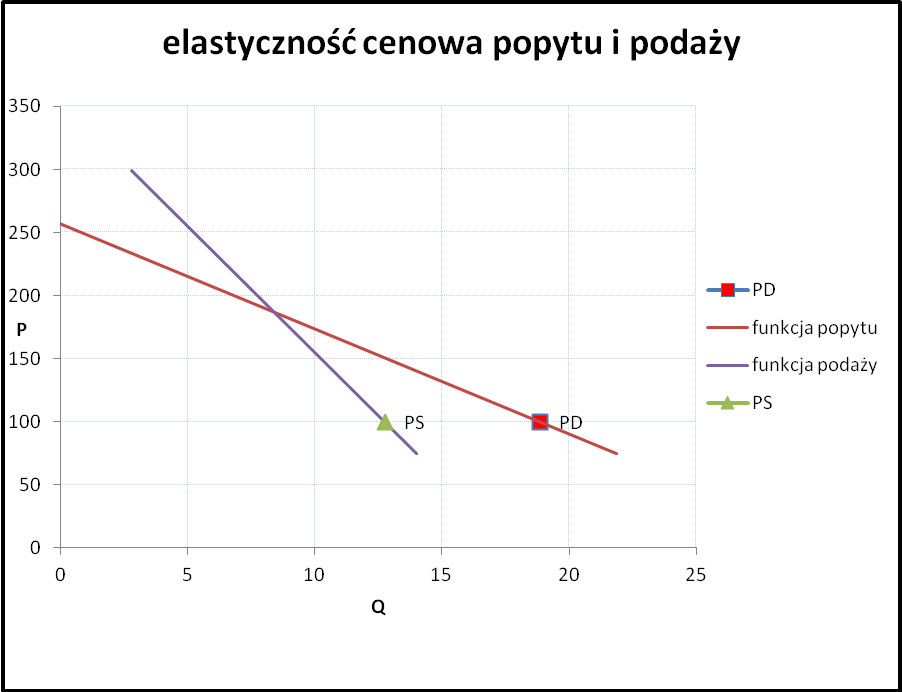 elastyczność cenowa popytu i podaży
350
300
250
200
P
150
100
50
0
PS
PD
0 5 10 15 20 25
Q
PD
funkcja popytu
funkcja podaży
PS